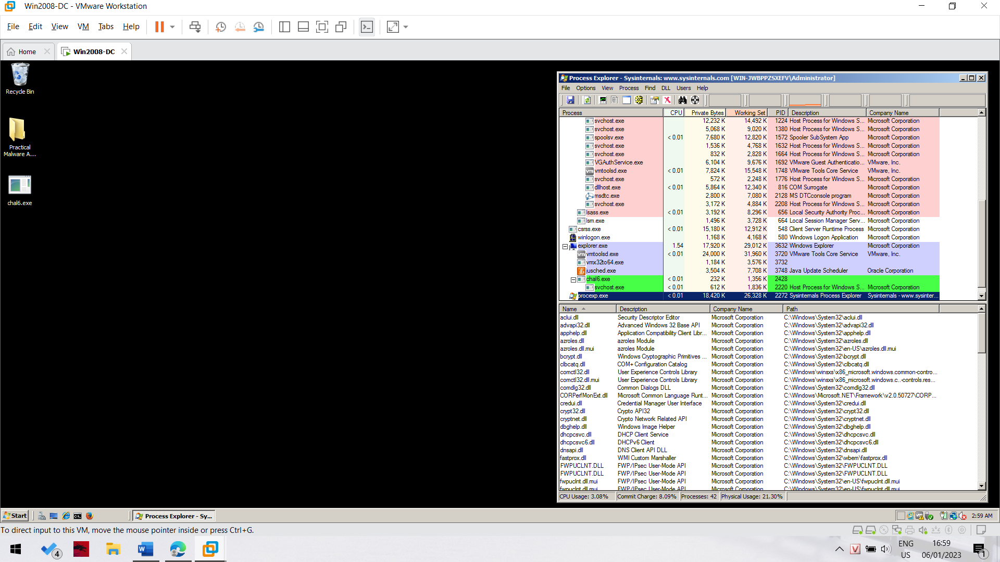 Win2008-DC - VMware Workstation
File Edit View VM Tabs Help
Home Win2008-DC
Recycle Bin
Practical
Malware A...
chal6.exe
Process Explorer - Sysinternals: www.sysinternals.com [WIN-JWBPPZSXEFV\Administrator]
File Options View Process Find DLL Users Help
Process CPU Private Bytes Working Set PID Description Company Name
svchost.exe 12,232 K 14,492 K 1224 Host Process for Windows S... Microsoft Corporation
svchost.exe 5,068 K 9,020 K 1380 Host Process for Windows S... Microsoft Corporation
spoolsv.exe < 0.01 7,680 K 12,820 K 1572 Spooler SubSystem App Microsoft Corporation
svchost.exe 1,536 K 4,768 K 1632 Host Process for Windows S... Microsoft Corporation
svchost.exe 832 K 2,828 K 1664 Host Process for Windows S... Microsoft Corporation
VGAuthService.exe 6,104 K 9,676 K 1692 VMware Guest Authenticatio... VMware, Inc.
vmtoolsd.exe < 0.01 7,824 K 15,548 K 1748 VMware Tools Core Service VMware, Inc.
svchost.exe 572 K 2,248 K 1776 Host Process for Windows S... Microsoft Corporation
dllhost.exe < 0.01 5,864 K 12,340 K 816 COM Surrogate Microsoft Corporation
msdtc.exe 2,800 K 7,080 K 2128 MS DTCconsole program Microsoft Corporation
svchost.exe 3,172 K 4,884 K 2208 Host Process for Windows S... Microsoft Corporation
lsass.exe < 0.01 3,192 K 8,296 K 656 Local Security Authority Proc... Microsoft Corporation
lsm.exe 1,496 K 3,728 K 664 Local Session Manager Serv... Microsoft Corporation
csrss.exe < 0.01 15,180 K 12,912 K 548 Client Server Runtime Process Microsoft Corporation
winlogon.exe 1,168 K 4,168 K 580 Windows Logon Application Microsoft Corporation
explorer.exe 1.54 17,920 K 29,012 K 3632 Windows Explorer Microsoft Corporation
vmtoolsd.exe < 0.01 24,000 K 31,960 K 3720 VMware Tools Core Service VMware, Inc.
vmx32to64.exe 1,184 K 3,576 K 3732
jusched.exe 3,504 K 7,708 K 3748 Java Update Scheduler Oracle Corporation
chal6.exe < 0.01 232 K 1,356 K 2428
svchost.exe < 0.01 612 K 1,836 K 2220 Host Process for Windows S... Microsoft Corporation
procexp.exe < 0.01 18,420 K 26,328 K 2272 Sysinternals Process Explorer Sysinternals - www.sysinter...
Name Description Company Name Path
aclui.dll Security Descriptor Editor Microsoft Corporation C:\Windows\System32\aclui.dll
advapi32.dll Advanced Windows 32 Base API Microsoft Corporation C:\Windows\System32\advapi32.dll
apphelp.dll Application Compatibility Client Libr... Microsoft Corporation C:\Windows\System32\apphelp.dll
azroles.dll azroles Module Microsoft Corporation C:\Windows\System32\azroles.dll
azroles.dll.mui azroles Module Microsoft Corporation C:\Windows\System32\en-US\azroles.dll.mui
bcrypt.dll Windows Cryptographic Primitives ... Microsoft Corporation C:\Windows\System32\bcrypt.dll
clbcatq.dll COM+ Configuration Catalog Microsoft Corporation C:\Windows\System32\clbcatq.dll
comctl32.dll User Experience Controls Library Microsoft Corporation C:\Windows\winsxs\x86_microsoft.windows.common-contro...
comctl32.dll.mui User Experience Controls Library Microsoft Corporation C:\Windows\winsxs\x86_microsoft.windows.c..-controls.res...
comdlg32.dll Common Dialogs DLL Microsoft Corporation C:\Windows\System32\comdlg32.dll
CORPerfMonExt.dll Microsoft Common Language Runt... Microsoft Corporation C:\Windows\Microsoft.NET\Framework\v2.0.50727\CORP...
credui.dll Credential Manager User Interface Microsoft Corporation C:\Windows\System32\credui.dll
crypt32.dll Crypto API32 Microsoft Corporation C:\Windows\System32\crypt32.dll
cryptnet.dll Crypto Network Related API Microsoft Corporation C:\Windows\System32\cryptnet.dll
dbghelp.dll Windows Image Helper Microsoft Corporation C:\Windows\System32\dbghelp.dll
dhcpcsvc.dll DHCP Client Service Microsoft Corporation C:\Windows\System32\dhcpcsvc.dll
dhcpcsvc6.dll DHCPv6 Client Microsoft Corporation C:\Windows\System32\dhcpcsvc6.dll
dnsapi.dll DNS Client API DLL Microsoft Corporation C:\Windows\System32\dnsapi.dll
fastprox.dll WMI Custom Marshaller Microsoft Corporation C:\Windows\System32\wbem\fastprox.dll
FWPUCLNT.DLL FWP/IPsec User-Mode API Microsoft Corporation C:\Windows\System32\FWPUCLNT.DLL
FWPUCLNT.DLL FWP/IPsec User-Mode API Microsoft Corporation C:\Windows\System32\FWPUCLNT.DLL
fwpuclnt.dll.mui FWP/IPsec User-Mode API Microsoft Corporation C:\Windows\System32\en-US\fwpuclnt.dll.mui
fwpuclnt.dll.mui FWP/IPsec User-Mode API Microsoft Corporation C:\Windows\System32\en-US\fwpuclnt.dll.mui
CPU Usage: 3.08% Commit Charge: 8.09% Processes: 42 Physical Usage: 21.30%
Start Process Explorer - Sy... 2:59 AM
To direct input to this VM, move the mouse pointer inside or press Ctrl+G.
4
ENG
US
16:59
06/01/2023
1